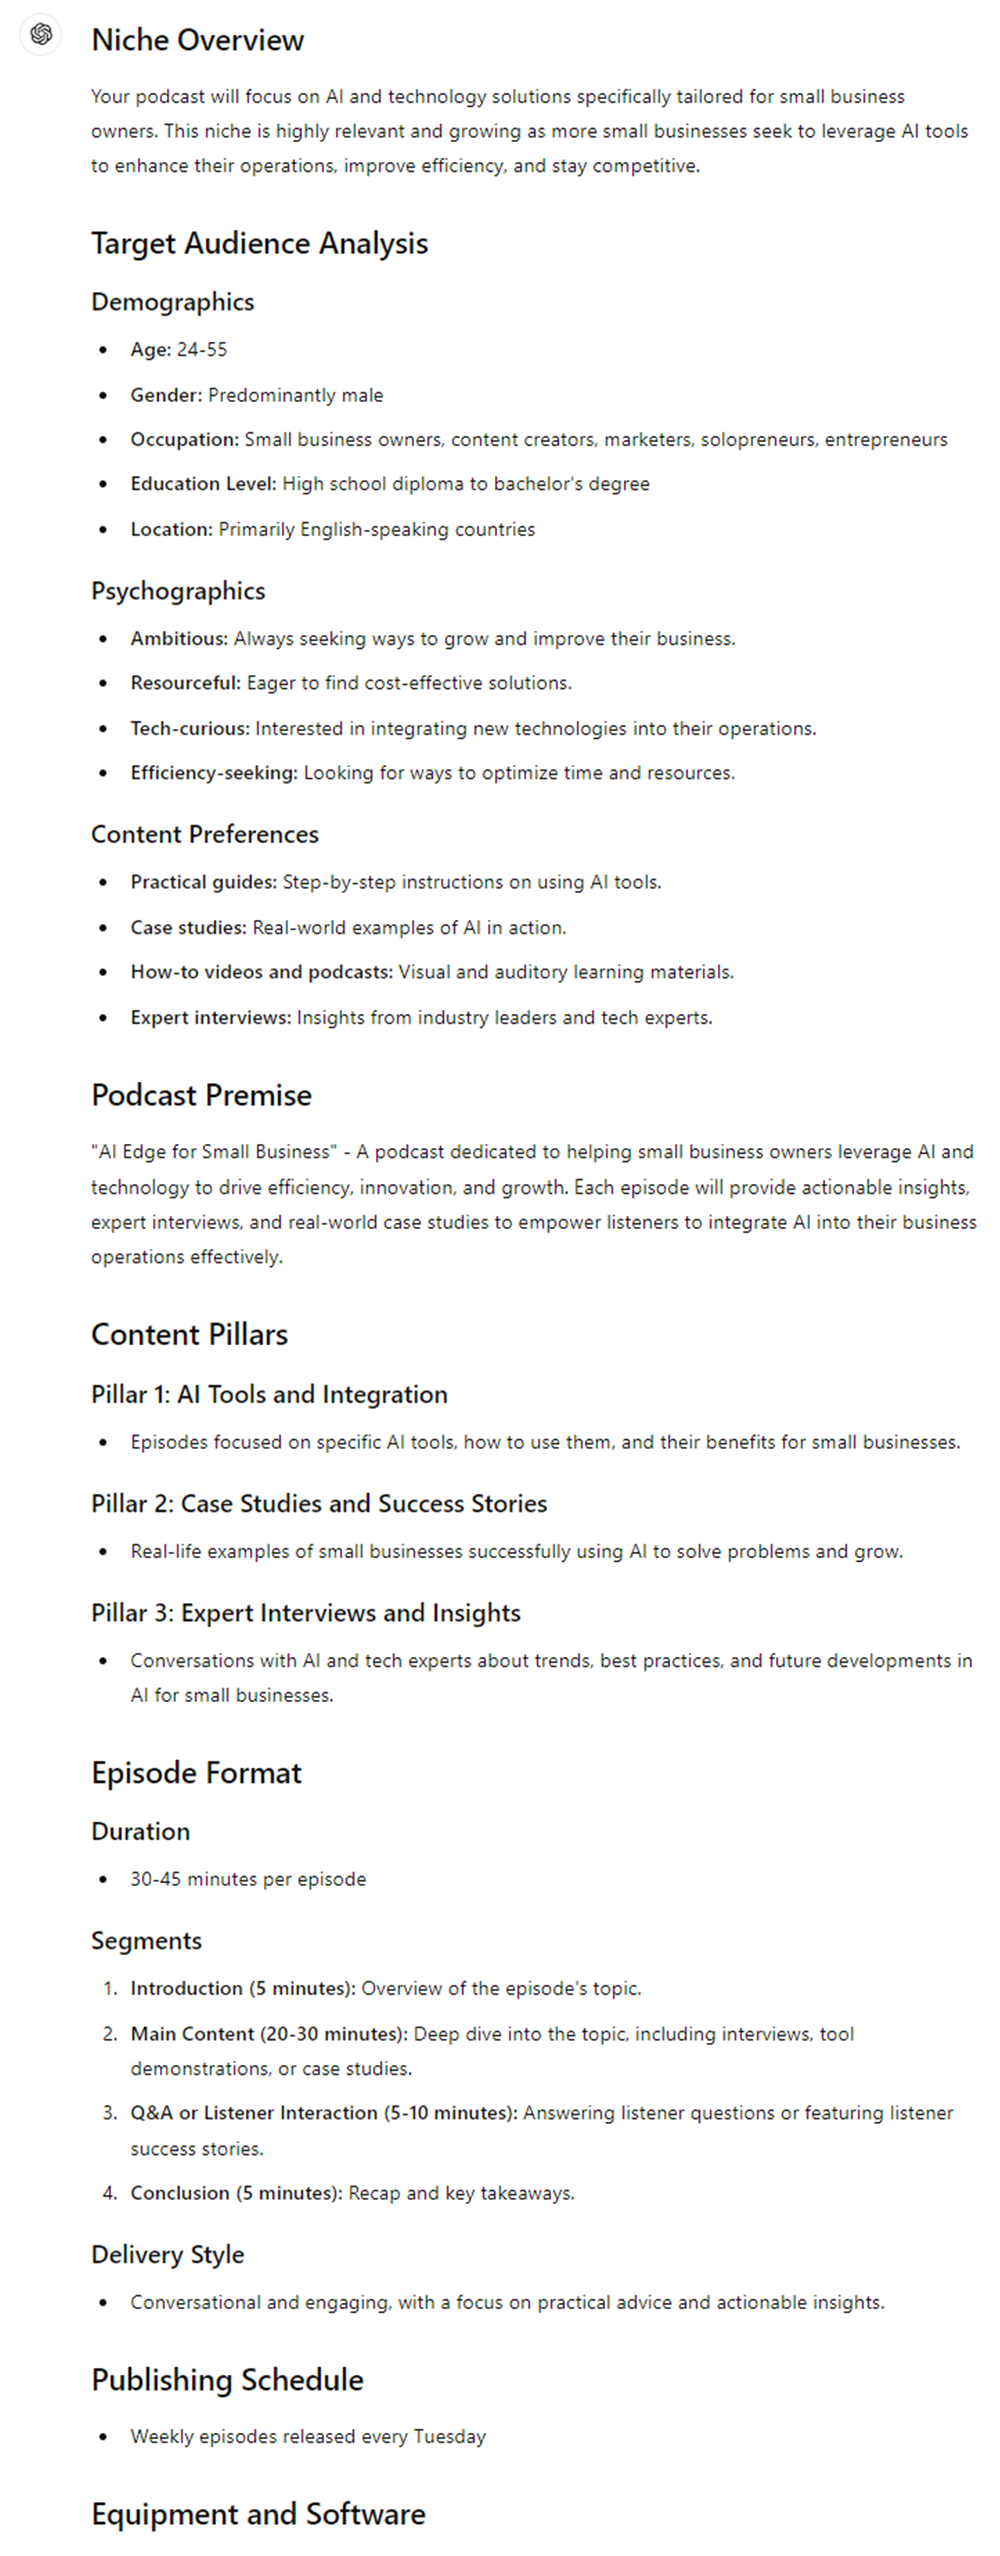 Niche Overview
Your podcast will focus on AI and technology solutions specifically tailored for small business
owners. This niche is highly relevant and growing as more small businesses seek to leverage AI tools
to enhance their operations, improve efficiency, and stay competitive.
Target Audience Analysis
Demographics
• Age: 24-55
• Gender: Predominantly male
• Occupation: Small business owners, content creators, marketers, solopreneurs, entrepreneurs
• Education Level: High school diploma to bachelor's degree
• Location: Primarily English-speaking countries
Psychographics
• Ambitious: Always seeking ways to grow and improve their business.
• Resourceful: Eager to find cost-effective solutions.
• Tech-curious: Interested in integrating new technologies into their operations.
• Efficiency-seeking: Looking for ways to optimize time and resources.
Content Preferences
• Practical guides: Step-by-step instructions on using AI tools.
• Case studies: Real-world examples of AI in action.
• How-to videos and podcasts: Visual and auditory learning materials.
• Expert interviews: Insights from industry leaders and tech experts.
Podcast Premise
"AI Edge for Small Business" - A podcast dedicated to helping small business owners leverage AI and
technology to drive efficiency, innovation, and growth. Each episode will provide actionable insights,
expert interviews, and real-world case studies to empower listeners to integrate AI into their business
operations effectively.
Content Pillars
Pillar 1: AI Tools and Integration
• Episodes focused on specific AI tools, how to use them, and their benefits for small businesses.
Pillar 2: Case Studies and Success Stories
• Real-life examples of small businesses successfully using AI to solve problems and grow.
Pillar 3: Expert Interviews and Insights
• Conversations with AI and tech experts about trends, best practices, and future developments in
AI for small businesses.
Episode Format
Duration
• 30-45 minutes per episode
Segments
1. Introduction (5 minutes): Overview of the episode's topic.
2. Main Content (20-30 minutes): Deep dive into the topic, including interviews, tool
demonstrations, or case studies.
3. Q&A or Listener Interaction (5-10 minutes): Answering listener questions or featuring listener
success stories.
4. Conclusion (5 minutes): Recap and key takeaways.
Delivery Style
• Conversational and engaging, with a focus on practical advice and actionable insights.
Publishing Schedule
• Weekly episodes released every Tuesday
Equipment and Software